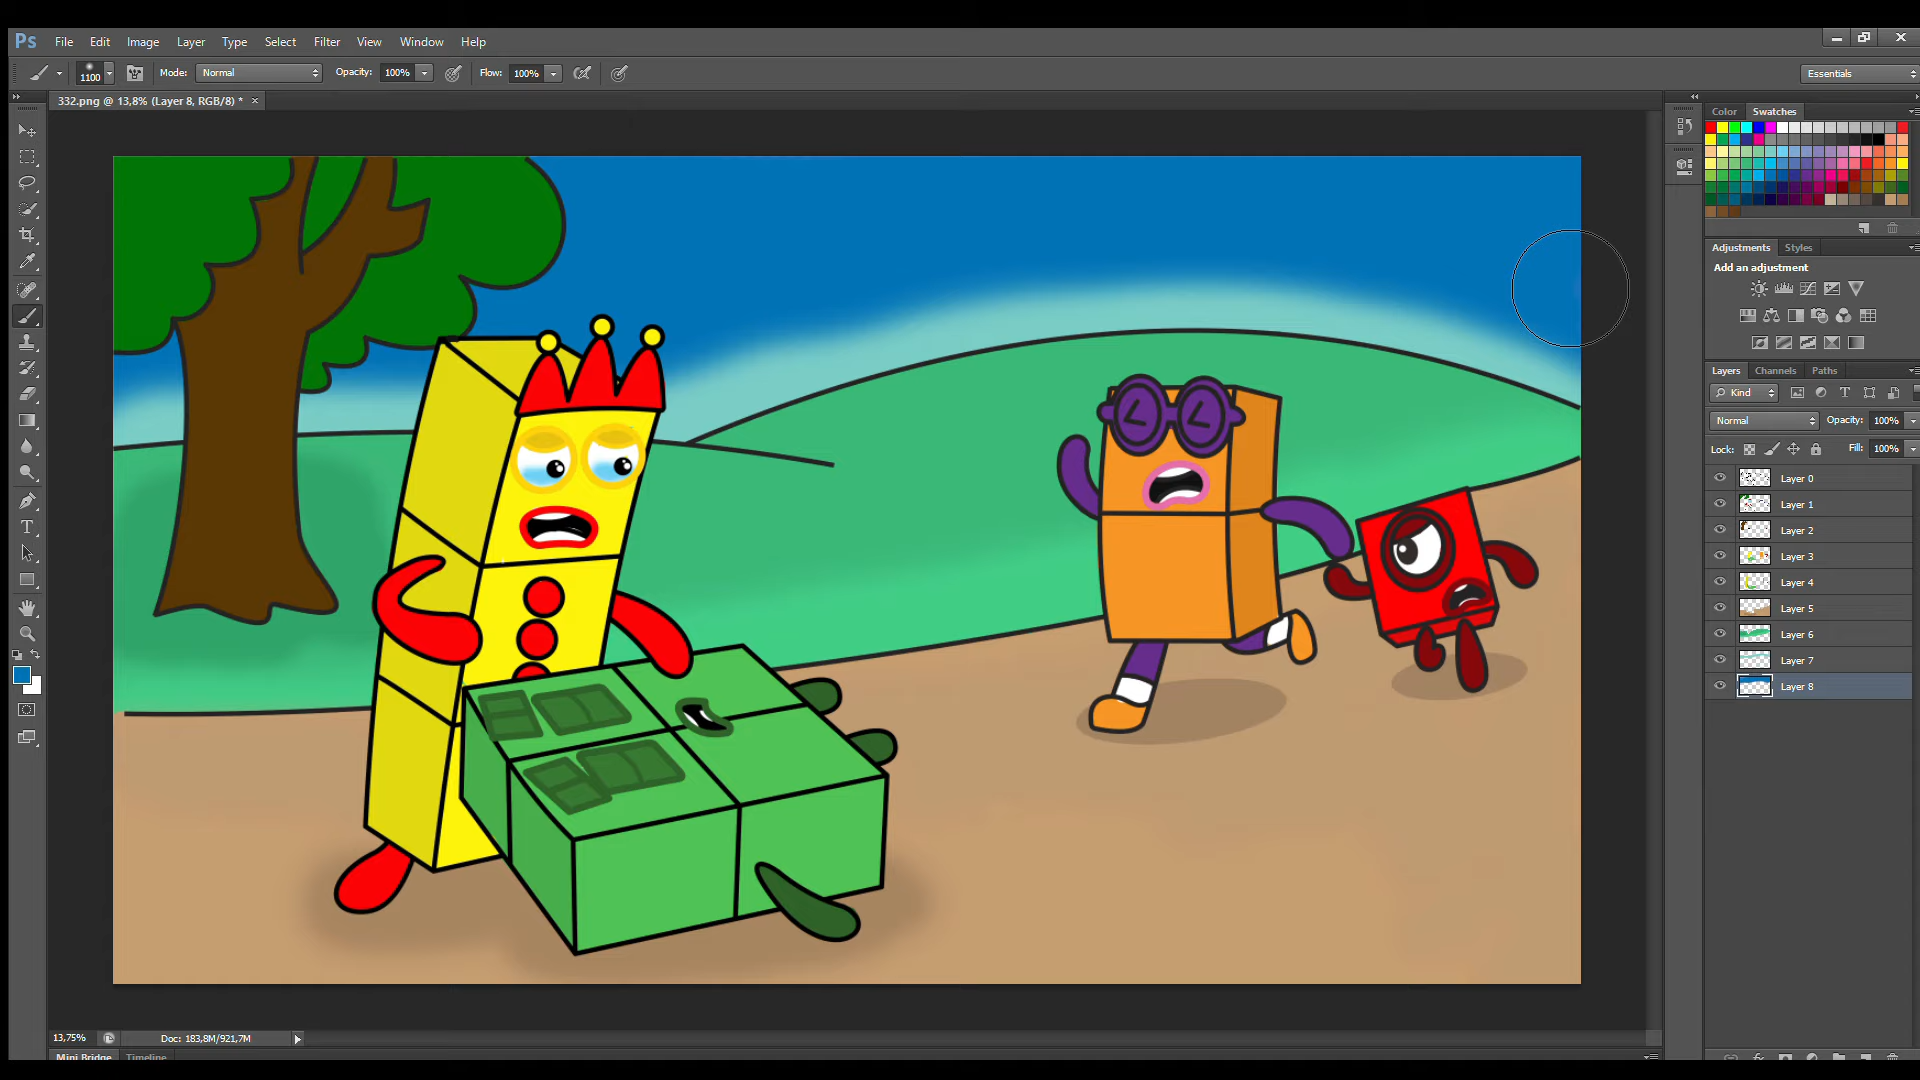 Ps File Edit Image Layer Type Select Filter View Window Help
1100 Mode: Normal Opacity: 100% Flow: 100% Essentials
332.png @ 13,8% (Layer 8, RGB/8) * ×
Color Swatches
Adjustments Styles
Add an adjustment
Layers Channels Paths
Kind
Normal Opacity: 100%
Lock: Fill: 100%
Layer 0
Layer 1
Layer 2
Layer 3
Layer 4
Layer 5
Layer 6
Layer 7
Layer 8
13,75% Doc: 183,8M/921,7M
Mini Bridge Timeline